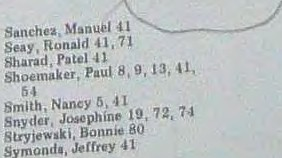 Sanchez, Manuel 41
Seay, Ronald 41, 71
Sharad, Patel 41
Shoemaker, Paul 8, 9, 13, 41,
54
Smith, Nancy 5, 41
Snyder, Josephine 19, 72, 74
Stryjewski, Bonnie 80
Symonds, Jeffrey 41